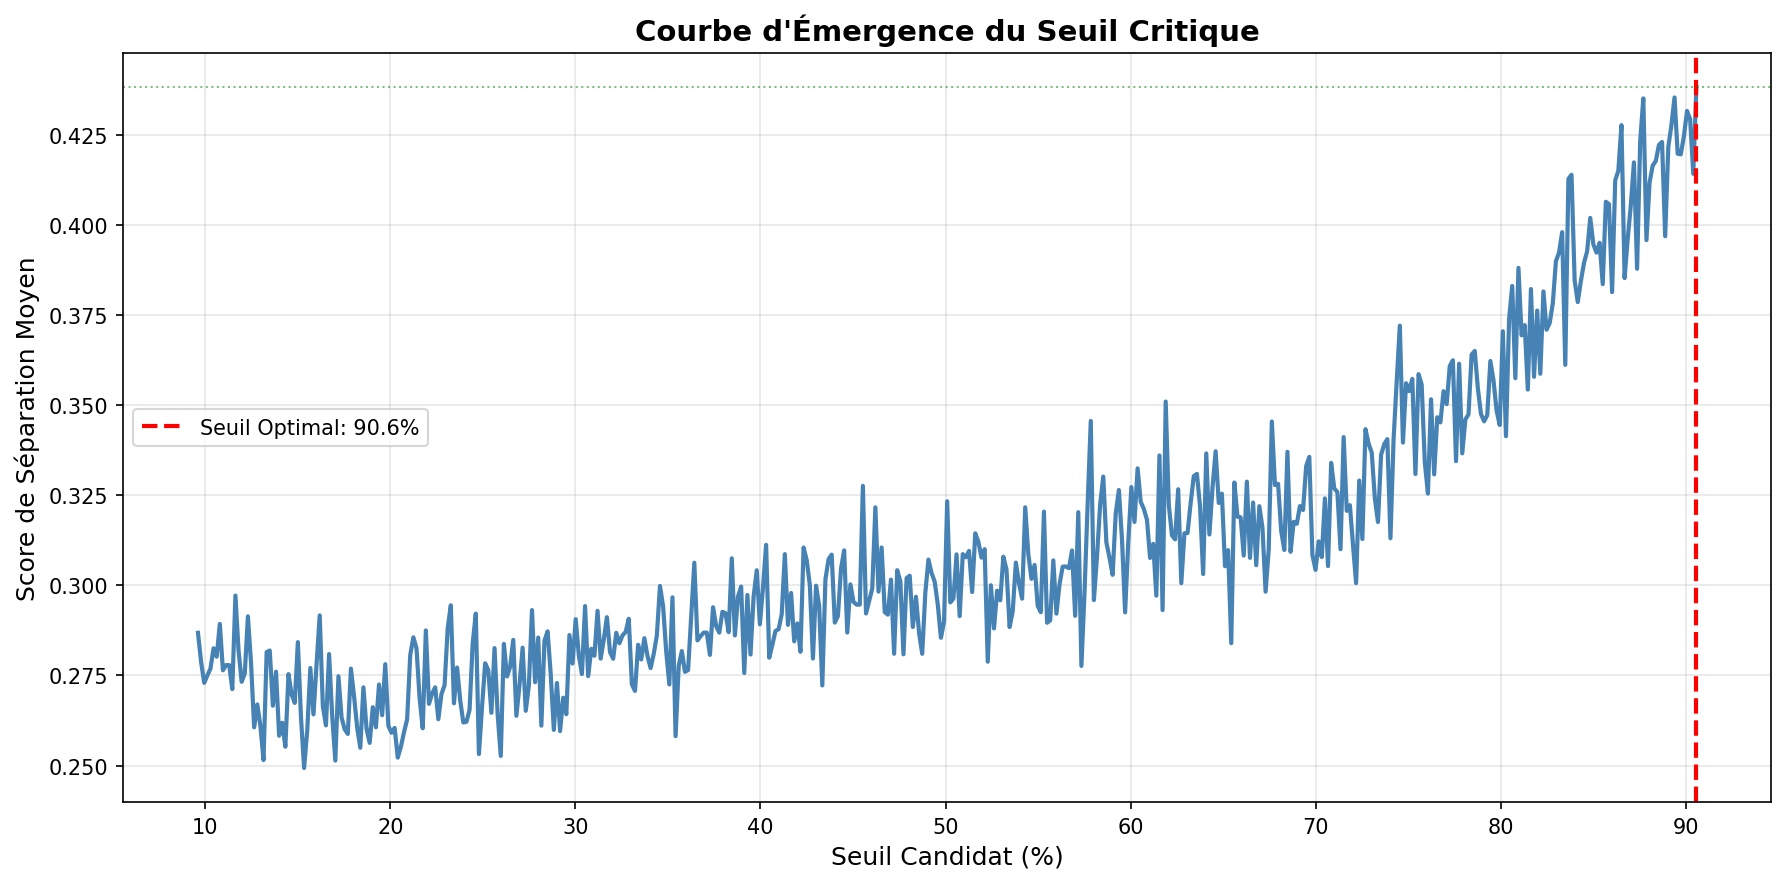 Courbe d'Émergence du Seuil Critique
Score de Séparation Moyen
0.425
0.400
0.375
0.350
0.325
0.300
0.275
0.250
Seuil Optimal: 90.6%
10 20 30 40 50 60 70 80 90
Seuil Candidat (%)